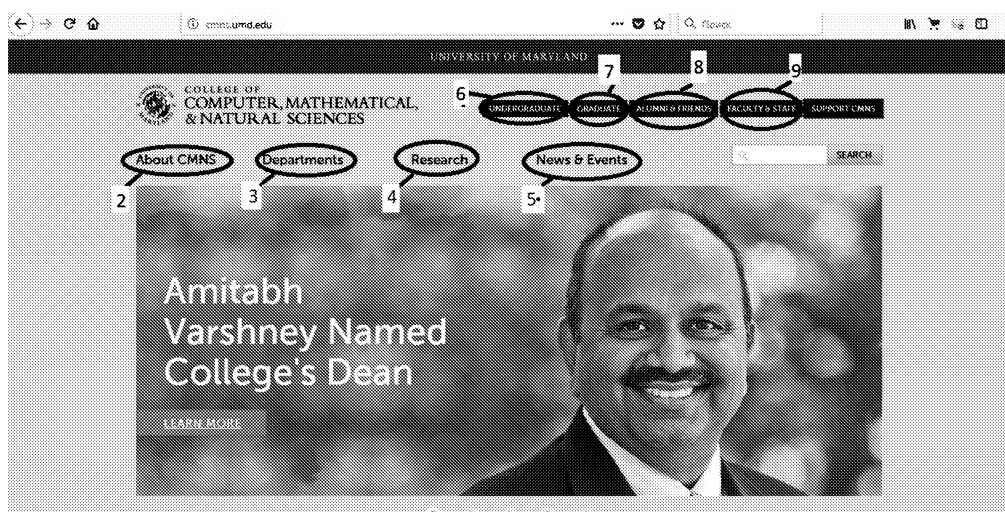 cmns.umd.edu
Поиск
UNIVERSITY OF MARYLAND
COLLEGE OF
COMPUTER, MATHEMATICAL,
& NATURAL SCIENCES
6 7 8 9
UNDERGRADUATE GRADUATE ALUMNI & FRIENDS FACULTY & STAFF SUPPORT CMNS
About CMNS Departments Research News & Events SEARCH
2 3 4 5
Amitabh
Varshney Named
College's Dean
LEARN MORE